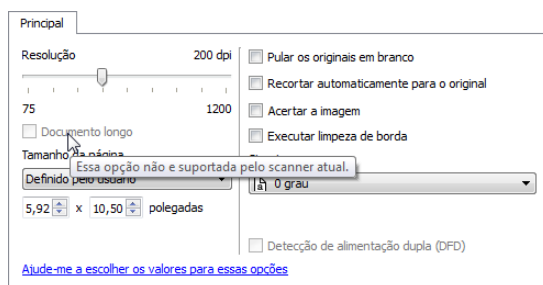 Principal
Resolução 200 dpi
75 1200
Documento longo
Tamanho da página
Essa opção não e suportada pelo scanner atual.
Definido pelo usuário
5,92 x 10,50 polegadas
Ajude-me a escolher os valores para essas opções
Pular os originais em branco
Recortar automaticamente para o original
Acertar a imagem
Executar limpeza de borda
0 grau
Detecção de alimentação dupla (DFD)